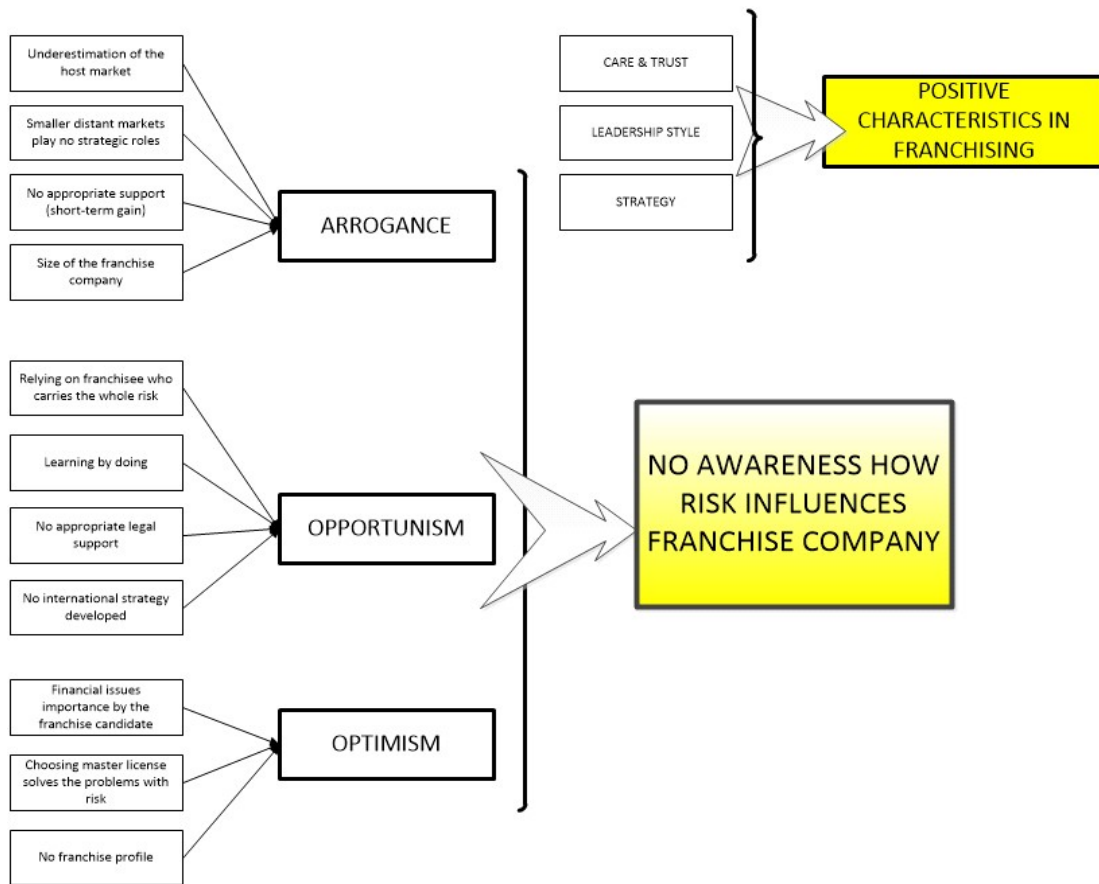 Underestimation of the
host market
Smaller distant markets
play no strategic roles
No appropriate support
(short-term gain)
Size of the franchise
company
ARROGANCE
CARE & TRUST
LEADERSHIP STYLE
STRATEGY
POSITIVE
CHARACTERISTICS IN
FRANCHISING
Relying on franchisee who
carries the whole risk
Learning by doing
No appropriate legal
support
No international strategy
developed
OPPORTUNISM
NO AWARENESS HOW
RISK INFLUENCES
FRANCHISE COMPANY
Financial issues
importance by the
franchise candidate
Choosing master license
solves the problems with
risk
No franchise profile
OPTIMISM